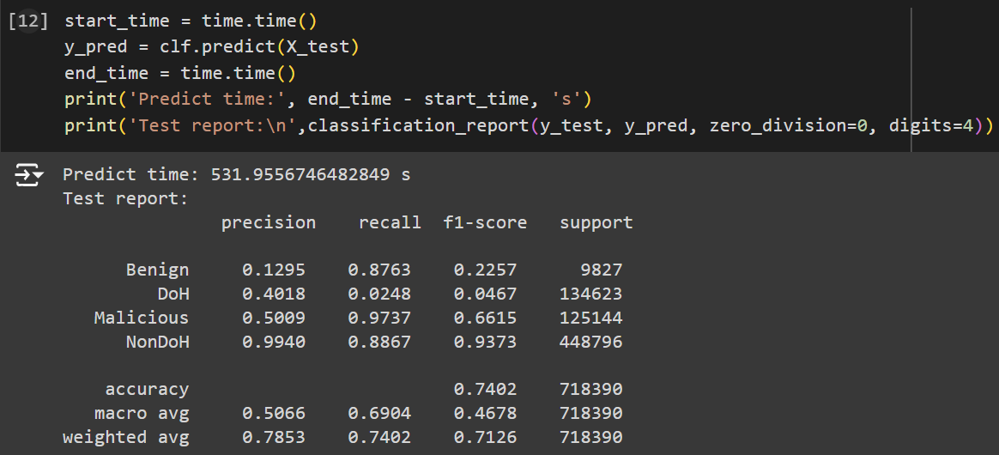 [12] start_time = time.time()
y_pred = clf.predict(X_test)
end_time = time.time()
print('Predict time:', end_time - start_time, 's')
print('Test report:\n',classification_report(y_test, y_pred, zero_division=0, digits=4))
Predict time: 531.9556746482849 s
Test report:
precision recall f1-score support
Benign 0.1295 0.8763 0.2257 9827
DoH 0.4018 0.0248 0.0467 134623
Malicious 0.5009 0.9737 0.6615 125144
NonDoH 0.9940 0.8867 0.9373 448796
accuracy 0.7402 718390
macro avg 0.5066 0.6904 0.4678 718390
weighted avg 0.7853 0.7402 0.7126 718390